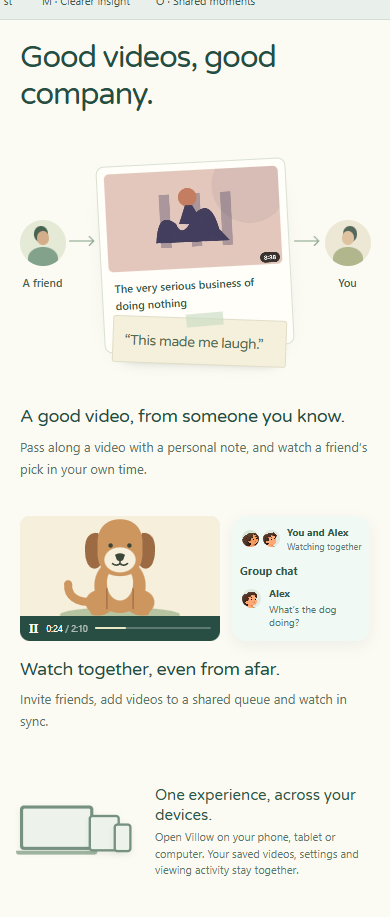 st M · Clearer insight O · Shared moments
Good videos, good
company.
A friend
You
3:38
The very serious business of
doing nothing
“This made me laugh.”
A good video, from someone you know.
Pass along a video with a personal note, and watch a friend's
pick in your own time.
You and Alex
Watching together
Group chat
Alex
What's the dog
doing?
0:24 / 2:10
Watch together, even from afar.
Invite friends, add videos to a shared queue and watch in
sync.
One experience, across your
devices.
Open Villow on your phone, tablet or
computer. Your saved videos, settings and
viewing activity stay together.